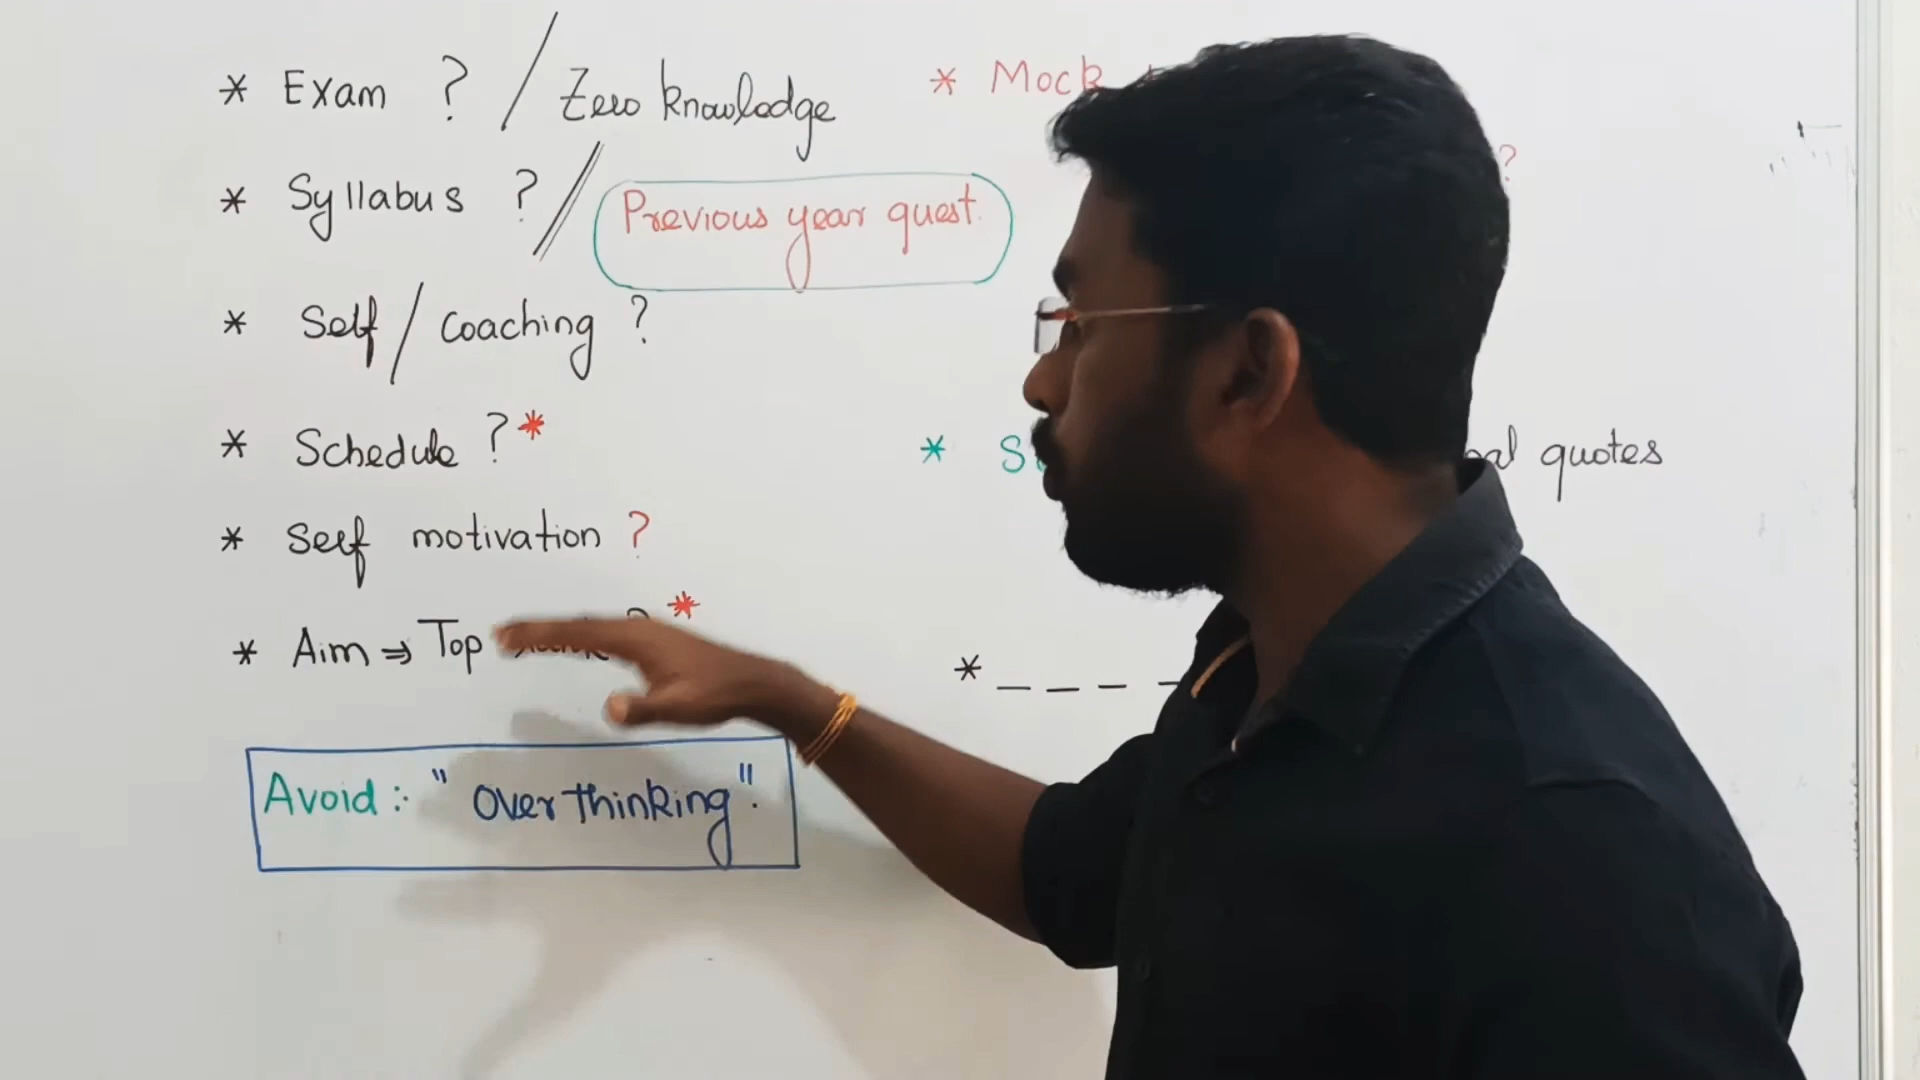 * Exam ? / Zero knowledge
* Syllabus ? // Previous year quest.
* Self / coaching ?
* Schedule ? *
* Self motivation ?
* Aim ⇒ Top ? *
Avoid :- " Over thinking ".
* Mock
?
* quotes
* _ _ _ _